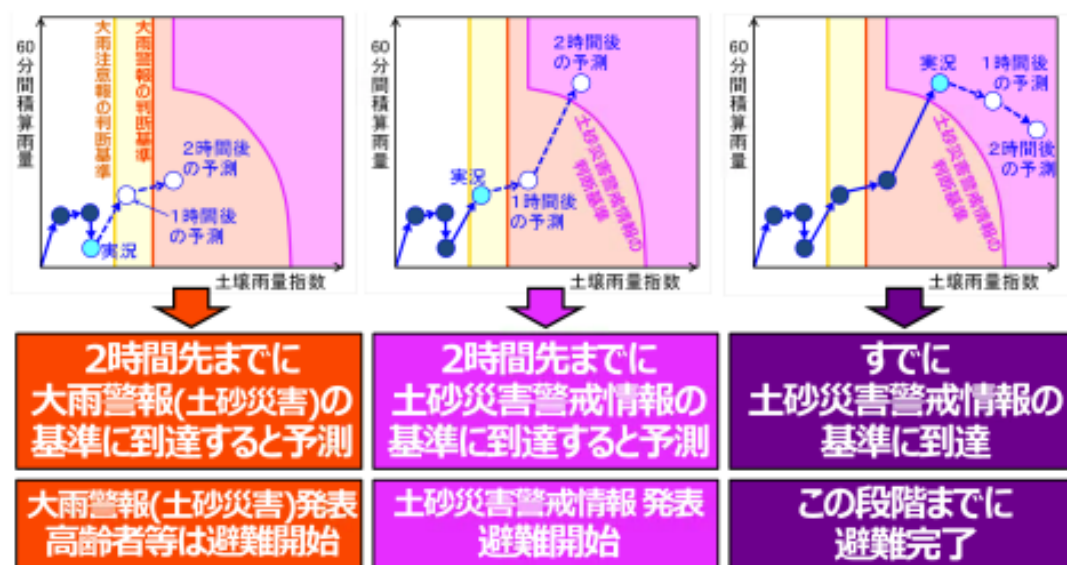 60分間積算雨量
大雨注意報の判断基準
大雨警報の判断基準
2時間後
の予測
1時間後
の予測
実況
土壌雨量指数
60分間積算雨量
2時間後
の予測
実況
1時間後
の予測
土砂災害警戒情報の
判断基準
土壌雨量指数
60分間積算雨量
実況
1時間後
の予測
2時間後
の予測
土砂災害警戒情報の
判断基準
土壌雨量指数
2時間先までに
大雨警報(土砂災害)の
基準に到達すると予測
大雨警報(土砂災害)発表
高齢者等は避難開始
2時間先までに
土砂災害警戒情報の
基準に到達すると予測
土砂災害警戒情報 発表
避難開始
すでに
土砂災害警戒情報の
基準に到達
この段階までに
避難完了